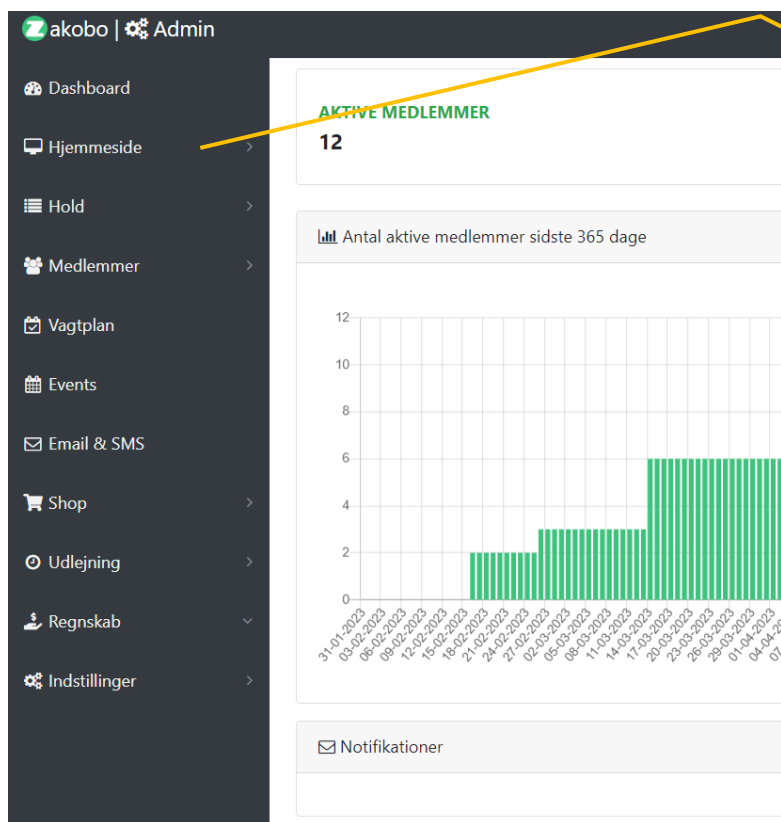 Zakobo | Admin
Dashboard
Hjemmeside
Hold
Medlemmer
Vagtplan
Events
Email & SMS
Shop
Udlejning
Regnskab
Indstillinger
AKTIVE MEDLEMMER
12
Antal aktive medlemmer sidste 365 dage
12
10
8
6
4
2
0
31-01-2023
03-02-2023
06-02-2023
09-02-2023
12-02-2023
15-02-2023
18-02-2023
21-02-2023
24-02-2023
27-02-2023
02-03-2023
05-03-2023
08-03-2023
11-03-2023
14-03-2023
17-03-2023
20-03-2023
23-03-2023
26-03-2023
29-03-2023
01-04-2023
Notifikationer